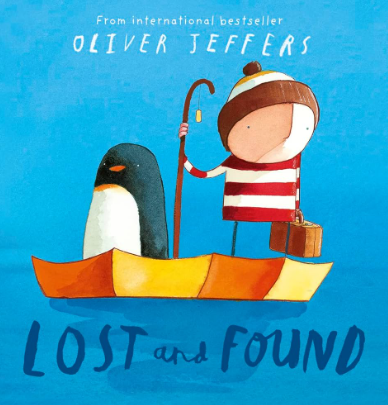 From international bestseller
OLIVER JEFFERS
LOST and FOUND